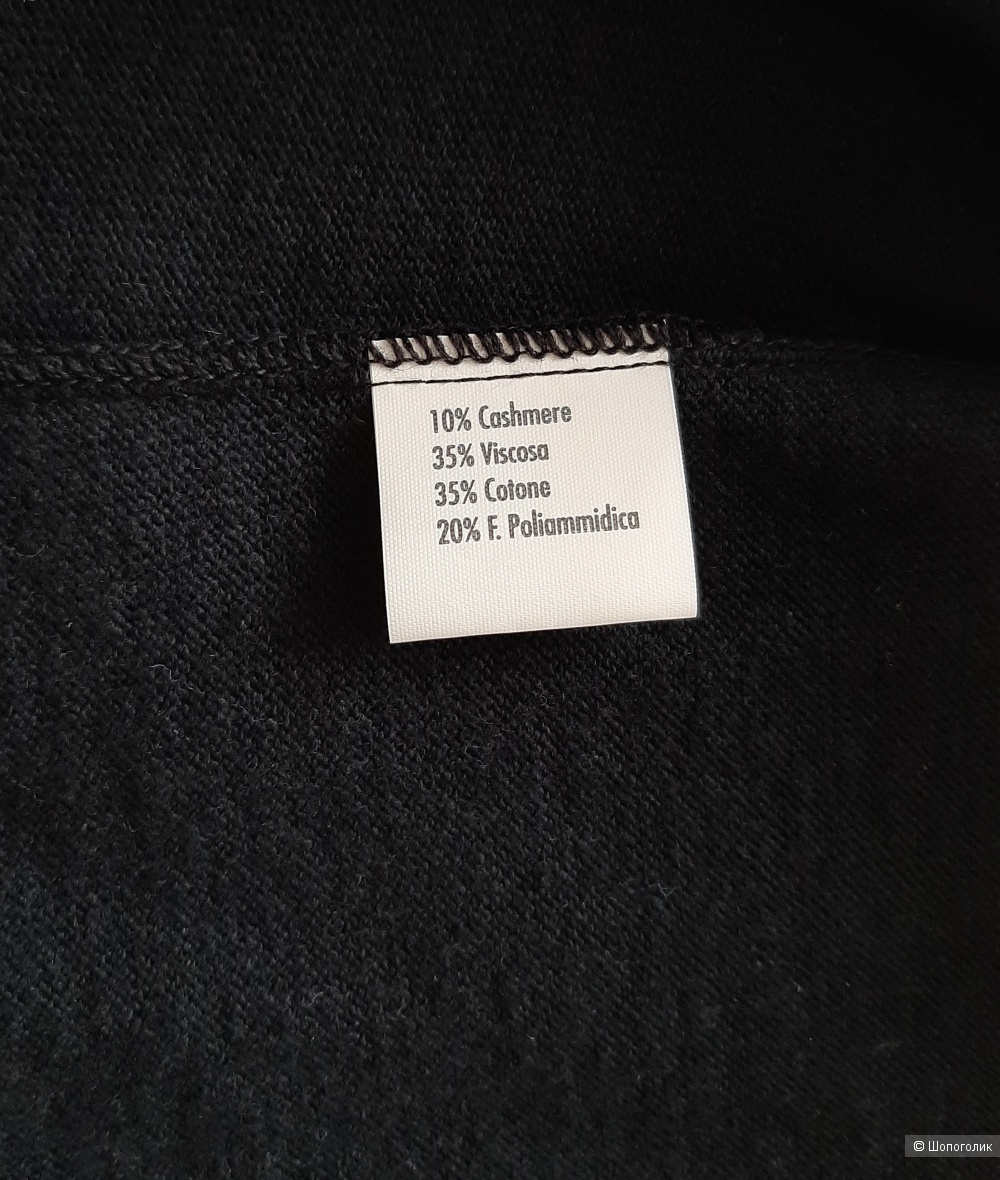 10% Cashmere
35% Viscosa
35% Cotone
20% F. Poliammidica
© Шопоголик